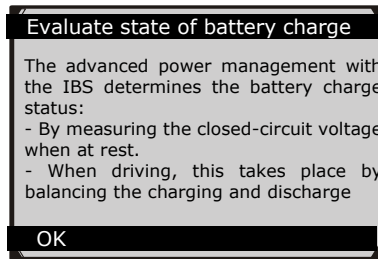 Evaluate state of battery charge
The advanced power management with
the IBS determines the battery charge
status:
- By measuring the closed-circuit voltage
when at rest.
- When driving, this takes place by
balancing the charging and discharge
OK